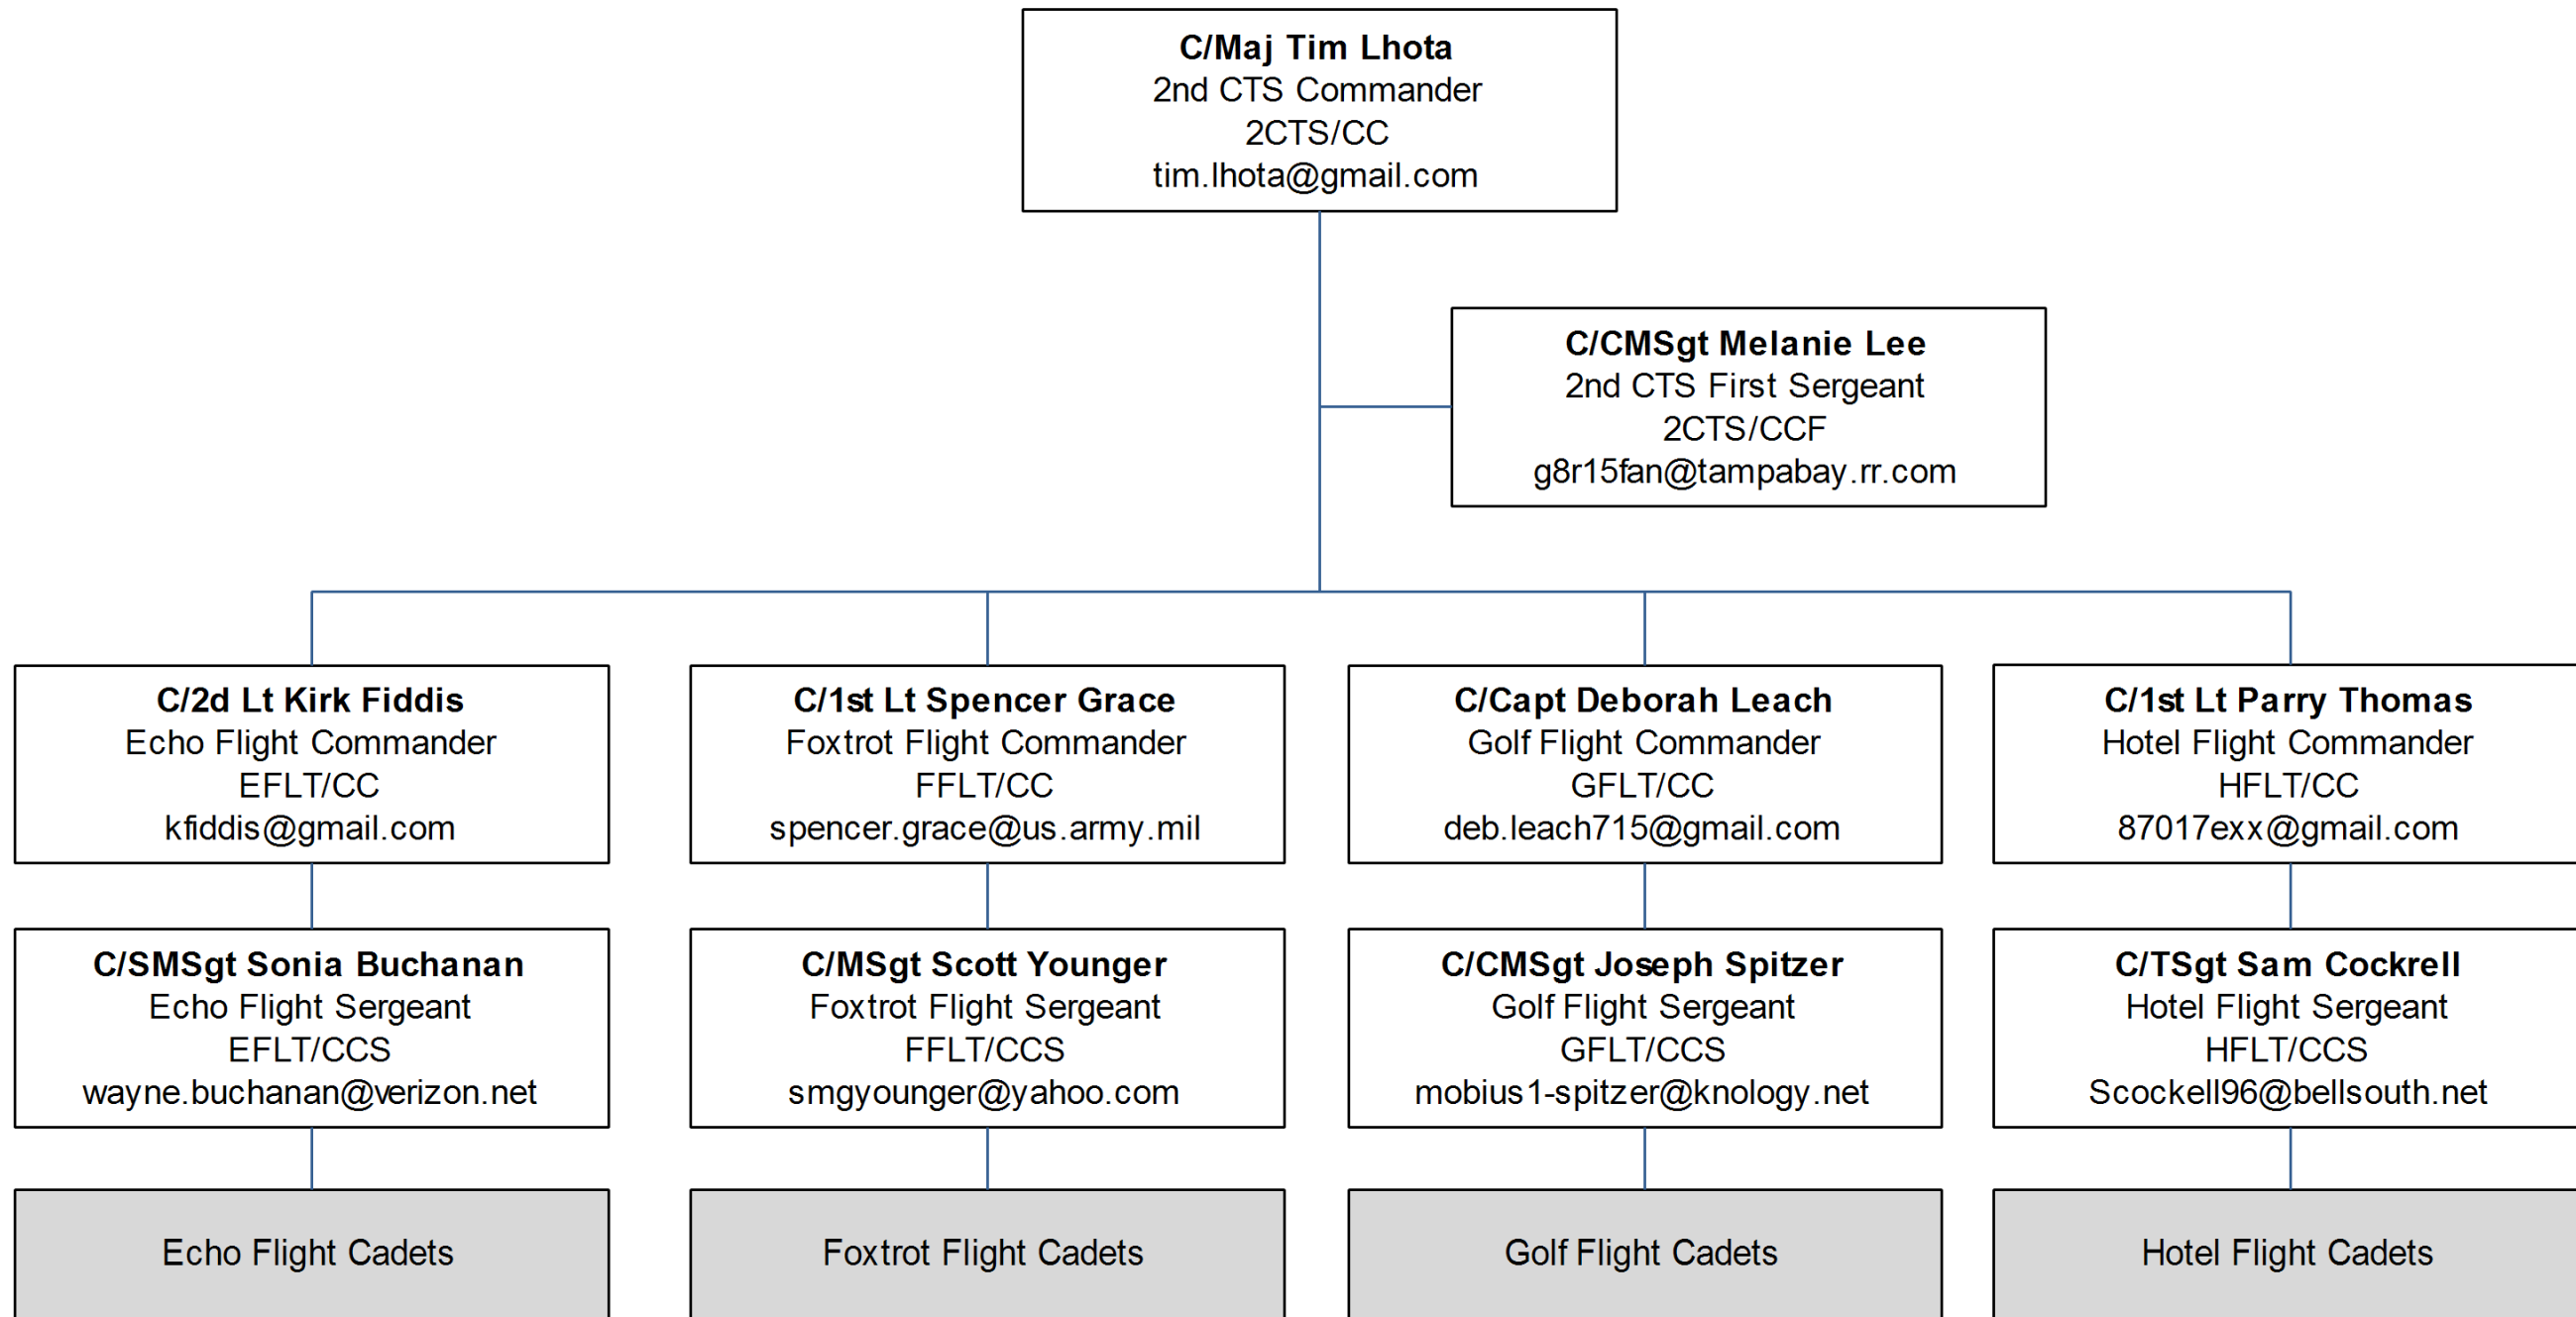 C/Maj Tim Lhota
2nd CTS Commander
2CTS/CC
tim.lhota@gmail.com
C/CMSgt Melanie Lee
2nd CTS First Sergeant
2CTS/CCF
g8r15fan@tampabay.rr.com
C/2d Lt Kirk Fiddis
Echo Flight Commander
EFLT/CC
kfiddis@gmail.com
C/1st Lt Spencer Grace
Foxtrot Flight Commander
FFLT/CC
spencer.grace@us.army.mil
C/Capt Deborah Leach
Golf Flight Commander
GFLT/CC
deb.leach715@gmail.com
C/1st Lt Parry Thomas
Hotel Flight Commander
HFLT/CC
87017exx@gmail.com
C/SMSgt Sonia Buchanan
Echo Flight Sergeant
EFLT/CCS
wayne.buchanan@verizon.net
C/MSgt Scott Younger
Foxtrot Flight Sergeant
FFLT/CCS
smgyounger@yahoo.com
C/CMSgt Joseph Spitzer
Golf Flight Sergeant
GFLT/CCS
mobius1-spitzer@knology.net
C/TSgt Sam Cockrell
Hotel Flight Sergeant
HFLT/CCS
Scockell96@bellsouth.net
Echo Flight Cadets
Foxtrot Flight Cadets
Golf Flight Cadets
Hotel Flight Cadets